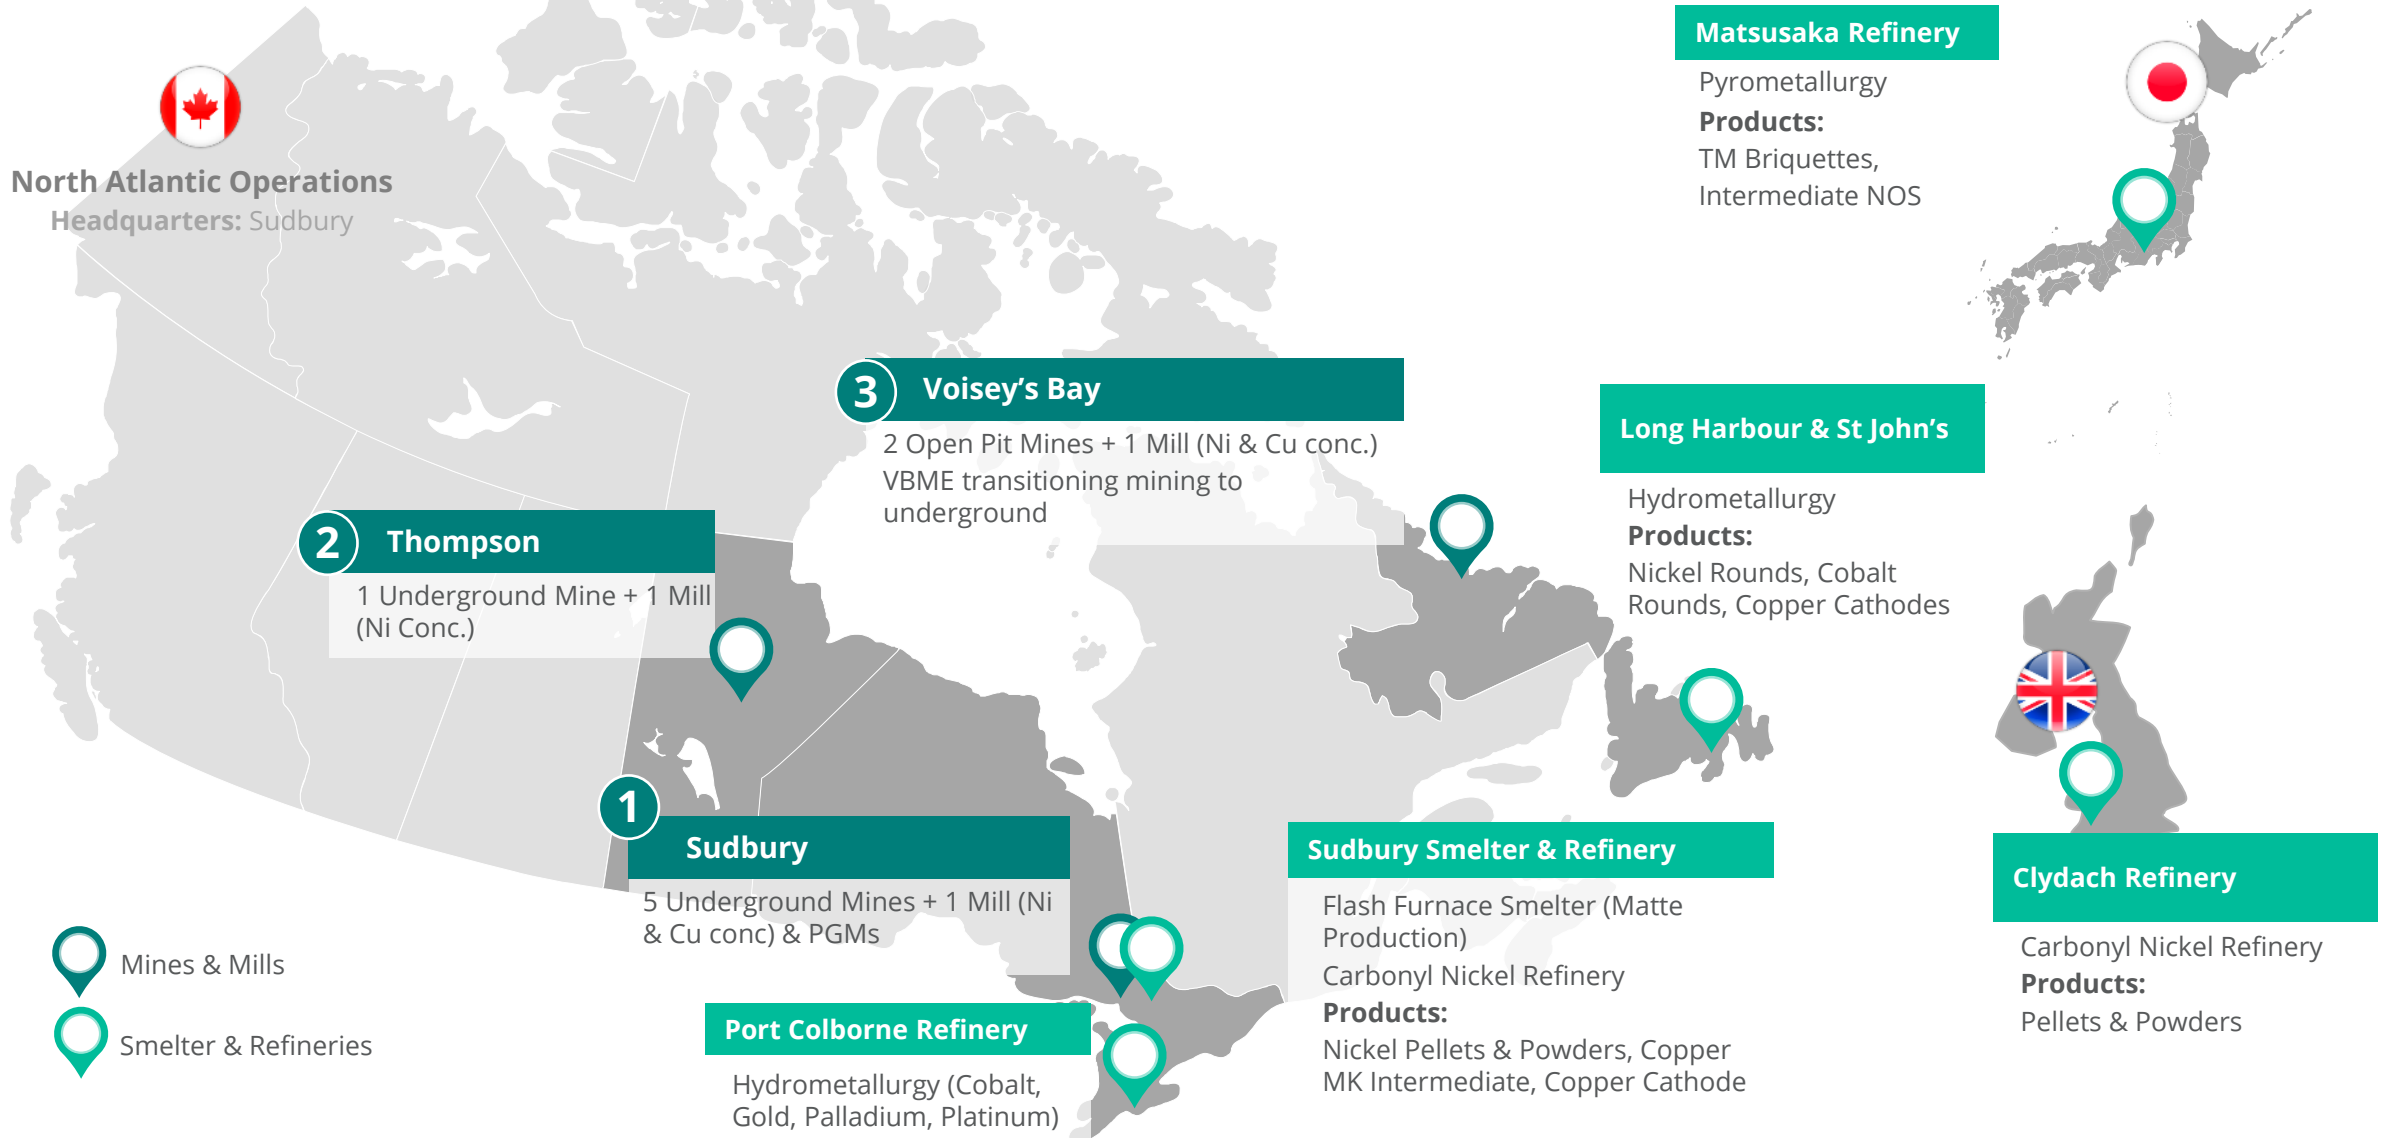 North Atlantic Operations
Headquarters: Sudbury
Matsusaka Refinery
Pyrometallurgy
Products:
TM Briquettes,
Intermediate NOS
3 Voisey’s Bay
2 Open Pit Mines + 1 Mill (Ni & Cu conc.)
VBME transitioning mining to
underground
Long Harbour & St John’s
Hydrometallurgy
Products:
Nickel Rounds, Cobalt
Rounds, Copper Cathodes
2 Thompson
1 Underground Mine + 1 Mill
(Ni Conc.)
1
Sudbury
5 Underground Mines + 1 Mill (Ni
& Cu conc) & PGMs
Sudbury Smelter & Refinery
Flash Furnace Smelter (Matte
Production)
Carbonyl Nickel Refinery
Products:
Nickel Pellets & Powders, Copper
MK Intermediate, Copper Cathode
Clydach Refinery
Carbonyl Nickel Refinery
Products:
Pellets & Powders
Port Colborne Refinery
Hydrometallurgy (Cobalt,
Gold, Palladium, Platinum)
Mines & Mills
Smelter & Refineries